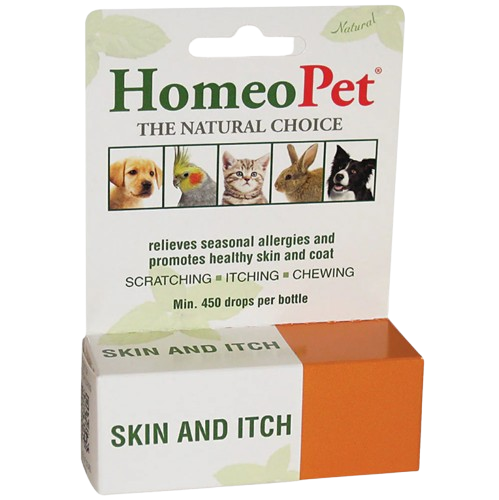 Natural
HomeoPet®
THE NATURAL CHOICE
relieves seasonal allergies and
promotes healthy skin and coat
SCRATCHING ▪ ITCHING ▪ CHEWING
Min. 450 drops per bottle
SKIN AND ITCH
SKIN AND ITCH